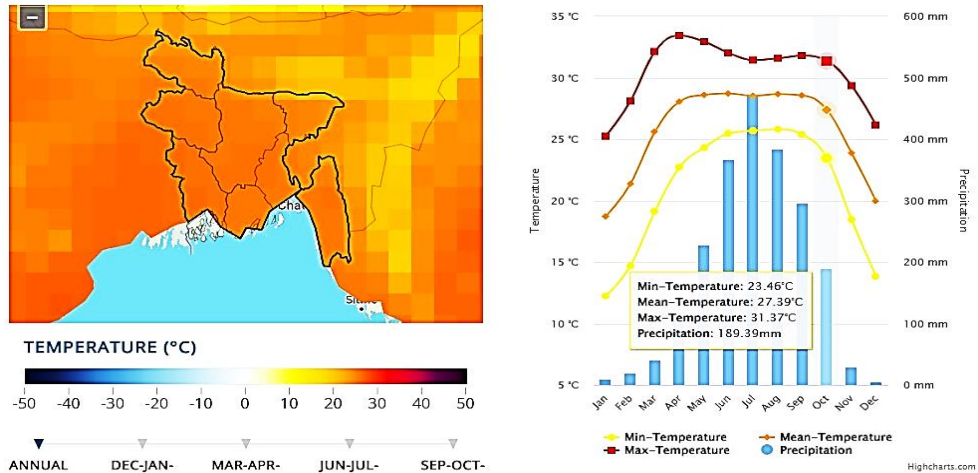 Chat
Sittwe
TEMPERATURE (°C)
-50 -40 -30 -20 -10 0 10 20 30 40 50
ANNUAL DEC-JAN- MAR-APR- JUN-JUL- SEP-OCT-
35 °C
30 °C
25 °C
20 °C
15 °C
10 °C
5 °C
Temperature
600 mm
500 mm
400 mm
300 mm
200 mm
100 mm
0 mm
Precipitation
Min-Temperature: 23.46°C
Mean-Temperature: 27.39°C
Max-Temperature: 31.37°C
Precipitation: 189.39mm
Jan Feb Mar Apr May Jun Jul Aug Sep Oct Nov Dec
Min-Temperature Mean-Temperature
Max-Temperature Precipitation
Highcharts.com